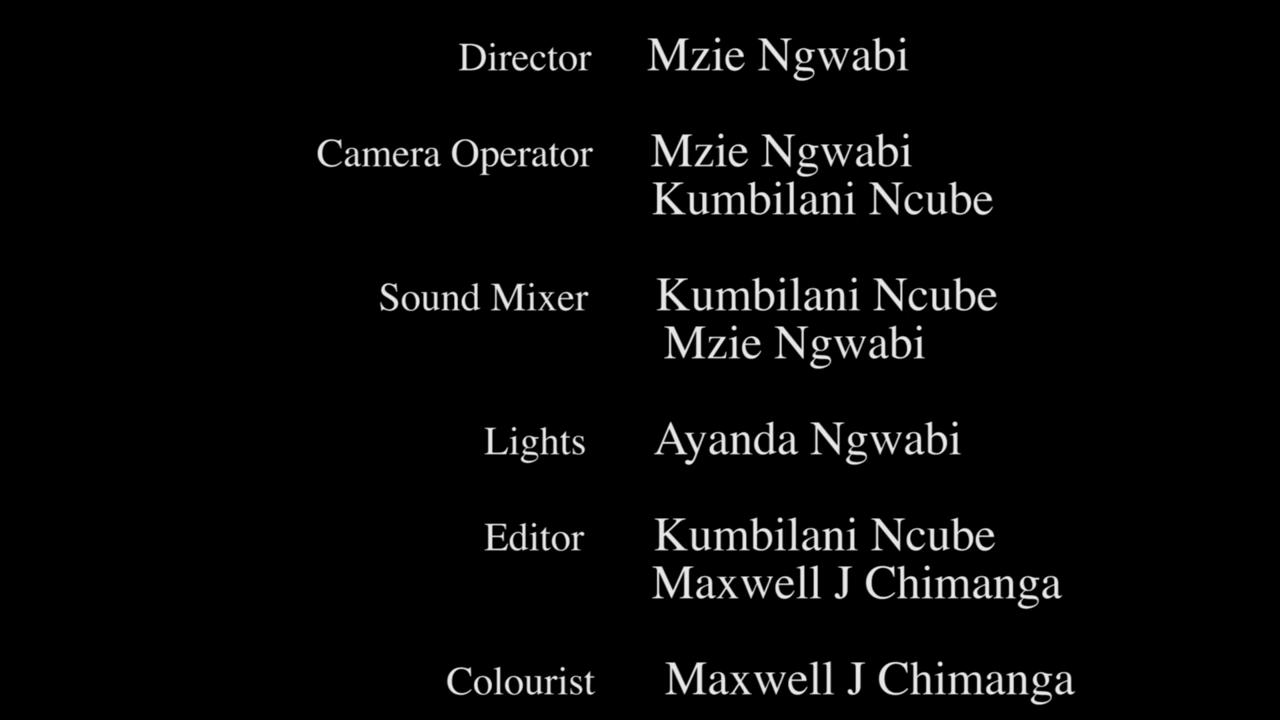 Director Mzie Ngwabi
Camera Operator Mzie Ngwabi
Kumbilani Ncube
Sound Mixer Kumbilani Ncube
Mzie Ngwabi
Lights Ayanda Ngwabi
Editor Kumbilani Ncube
Maxwell J Chimanga
Colourist Maxwell J Chimanga